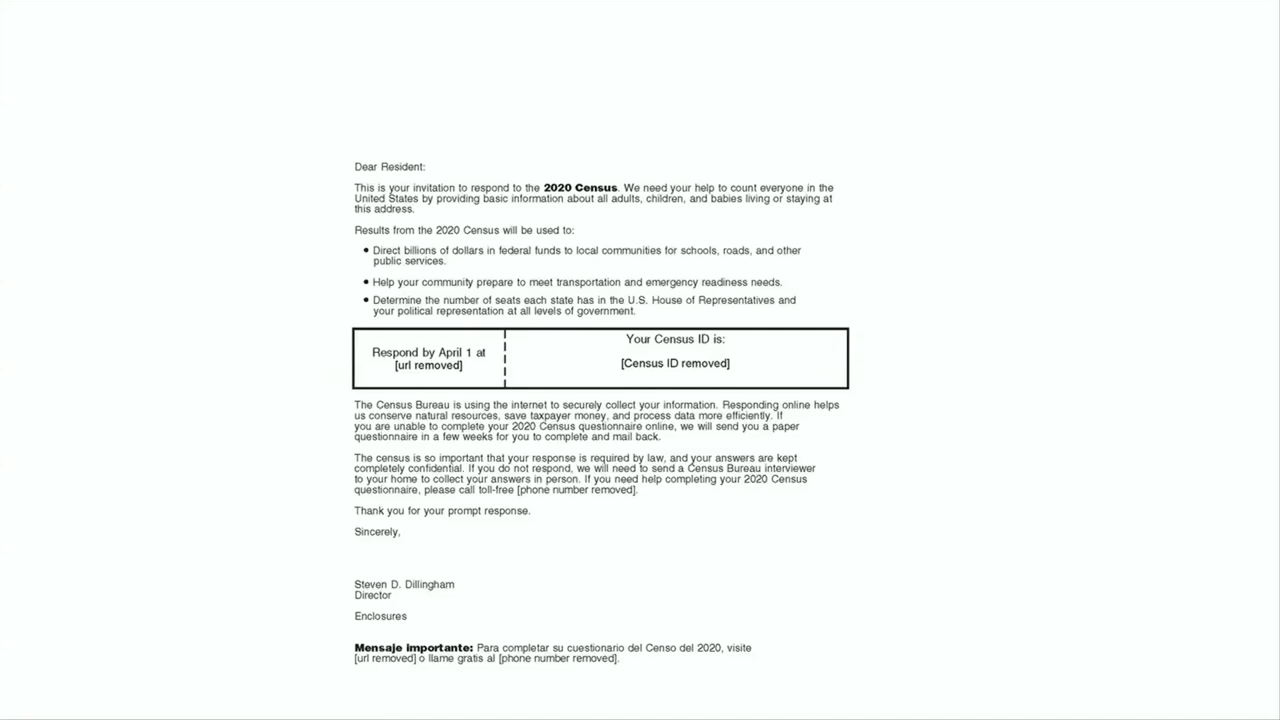 Dear Resident:
This is your invitation to respond to the 2020 Census. We need your help to count everyone in the
United States by providing basic information about all adults, children, and babies living or staying at
this address.
Results from the 2020 Census will be used to:
• Direct billions of dollars in federal funds to local communities for schools, roads, and other
public services.
• Help your community prepare to meet transportation and emergency readiness needs.
• Determine the number of seats each state has in the U.S. House of Representatives and
your political representation at all levels of government.
Respond by April 1 at
[url removed]
Your Census ID is:
[Census ID removed]
The Census Bureau is using the internet to securely collect your information. Responding online helps
us conserve natural resources, save taxpayer money, and process data more efficiently. If
you are unable to complete your 2020 Census questionnaire online, we will send you a paper
questionnaire in a few weeks for you to complete and mail back.
The census is so important that your response is required by law, and your answers are kept
completely confidential. If you do not respond, we will need to send a Census Bureau interviewer
to your home to collect your answers in person. If you need help completing your 2020 Census
questionnaire, please call toll-free [phone number removed].
Thank you for your prompt response.
Sincerely,
Steven D. Dillingham
Director
Enclosures
Mensaje importante: Para completar su cuestionario del Censo del 2020, visite
[url removed] o llame gratis al [phone number removed].